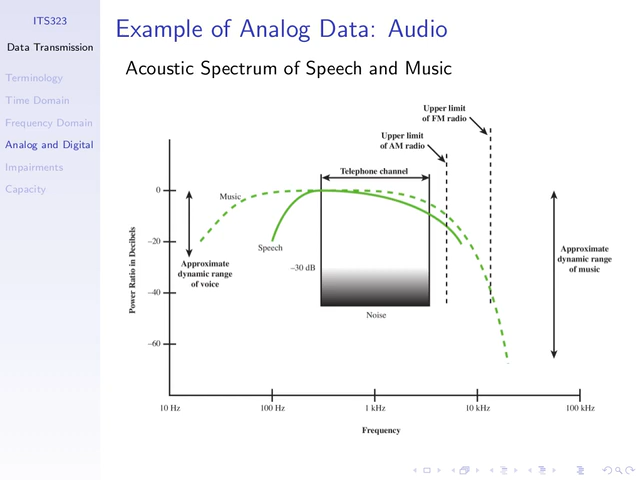 ITS323
Data Transmission
Terminology
Time Domain
Frequency Domain
Analog and Digital
Impairments
Capacity
Example of Analog Data: Audio
Acoustic Spectrum of Speech and Music
Upper limit
of FM radio
Upper limit
of AM radio
Telephone channel
0
Music
Speech
–20
Approximate
dynamic range
of voice
–30 dB
–40
Noise
–60
Approximate
dynamic range
of music
Power Ratio in Decibels
10 Hz
100 Hz
1 kHz
10 kHz
100 kHz
Frequency